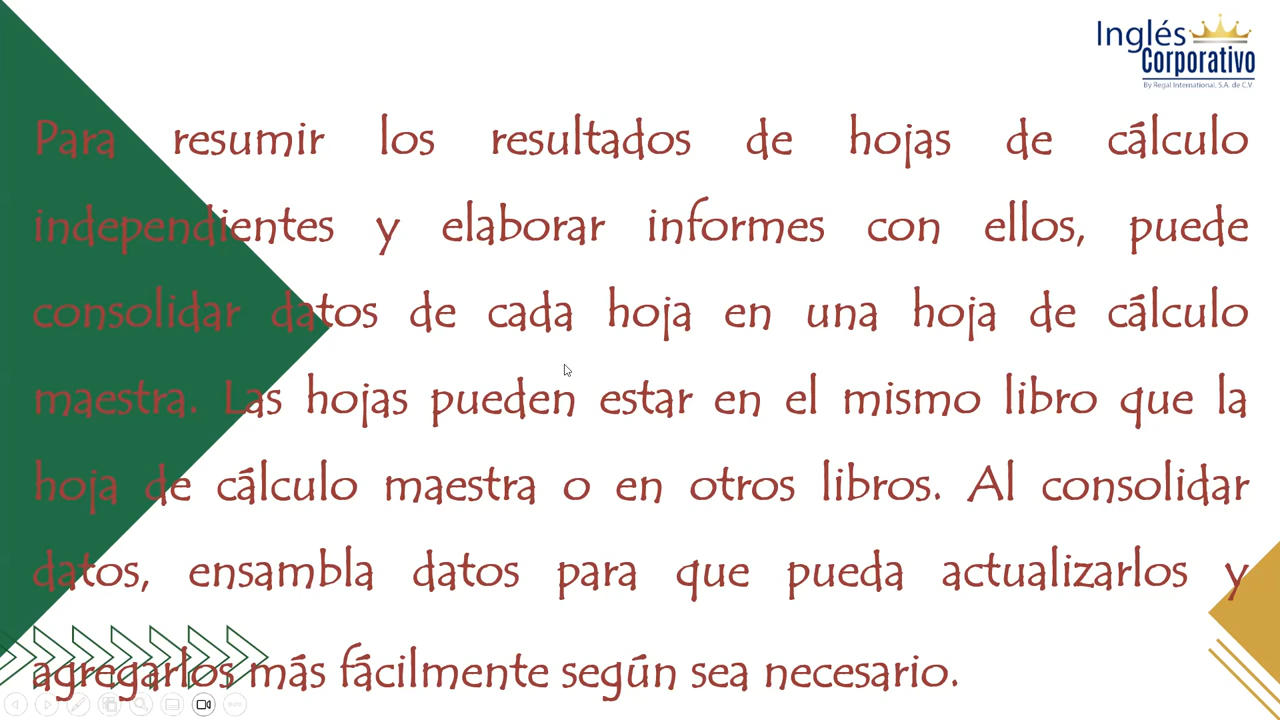 Inglés
Corporativo
By Regal International, S.A. de C.V.
Para resumir los resultados de hojas de cálculo
independientes y elaborar informes con ellos, puede
consolidar datos de cada hoja en una hoja de cálculo
maestra. Las hojas pueden estar en el mismo libro que la
hoja de cálculo maestra o en otros libros. Al consolidar
datos, ensambla datos para que pueda actualizarlos y
agregarlos más fácilmente según sea necesario.